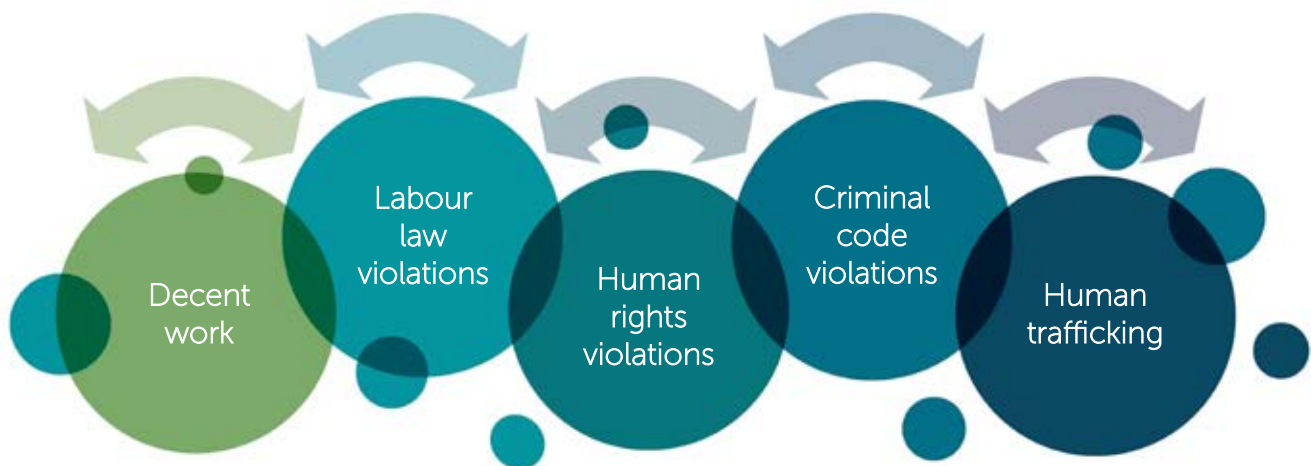 Decent
work
Labour
law
violations
Human
rights
violations
Criminal
code
violations
Human
trafficking